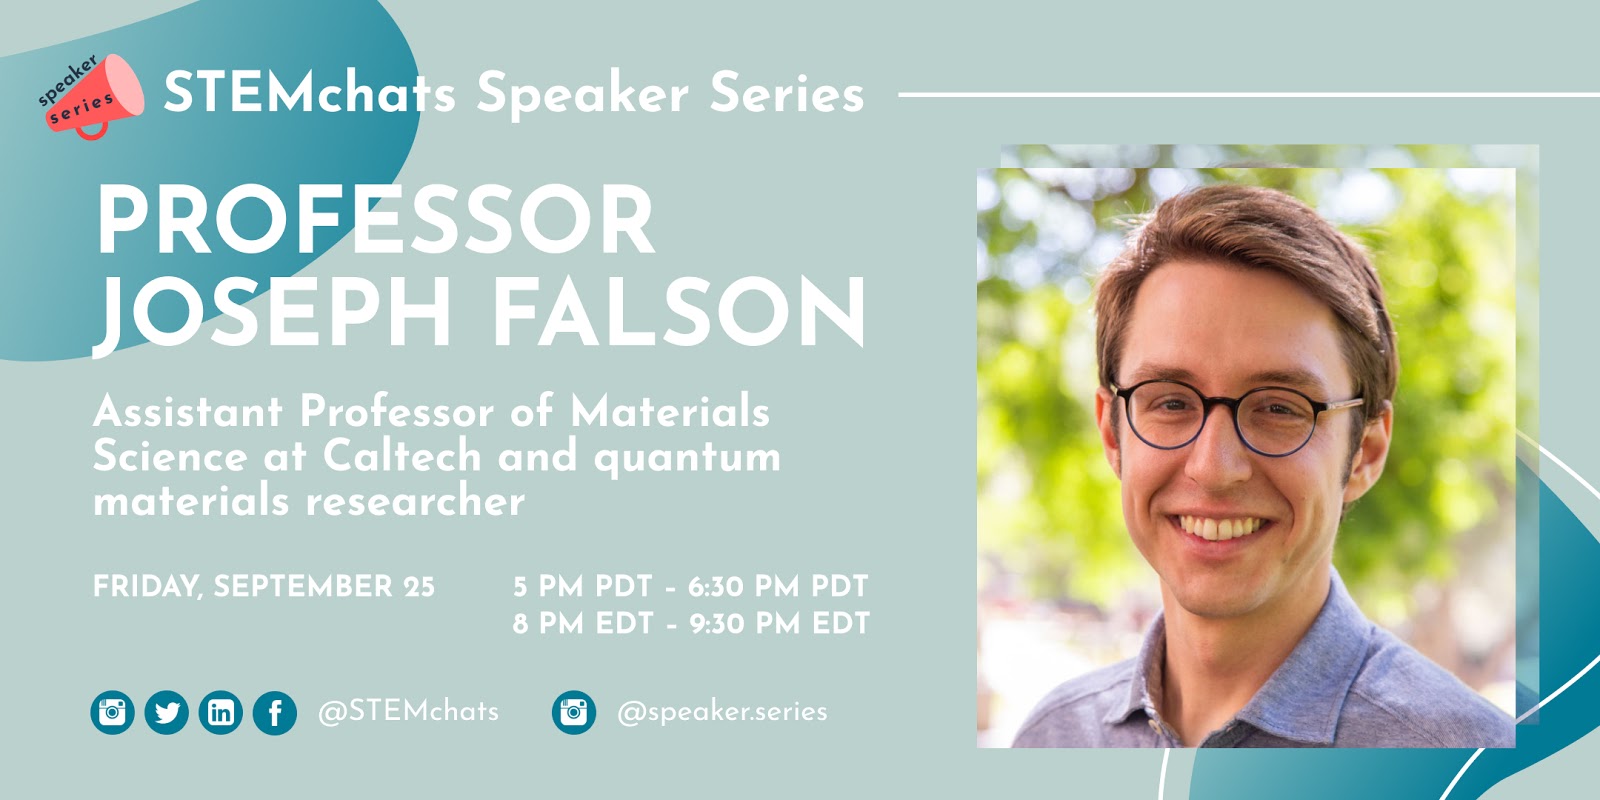 speaker
series
STEMchats Speaker Series
PROFESSOR
JOSEPH FALSON
Assistant Professor of Materials
Science at Caltech and quantum
materials researcher
FRIDAY, SEPTEMBER 25
5 PM PDT – 6:30 PM PDT
8 PM EDT – 9:30 PM EDT
@STEMchats
@speaker.series